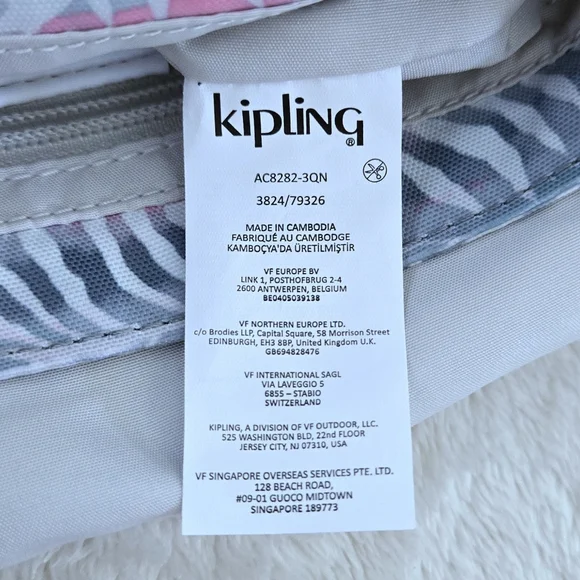 kipling
®
AC8282-3QN
3824/79326
MADE IN CAMBODIA
FABRIQUÉ AU CAMBODGE
KAMBOÇYA'DA ÜRETİLMİŞTİR
VF EUROPE BV
LINK 1, POSTHOFBRUG 2-4
2600 ANTWERPEN, BELGIUM
BE0405039138
VF NORTHERN EUROPE LTD.
c/o Brodies LLP, Capital Square, 58 Morrison Street
EDINBURGH, EH3 8BP, United Kingdom U.K.
GB694828476
VF INTERNATIONAL SAGL
VIA LAVEGGIO 5
6855 – STABIO
SWITZERLAND
KIPLING, A DIVISION OF VF OUTDOOR, LLC.
525 WASHINGTON BLD, 22nd FLOOR
JERSEY CITY, NJ 07310, USA
VF SINGAPORE OVERSEAS SERVICES PTE. LTD.
128 BEACH ROAD,
#09-01 GUOCO MIDTOWN
SINGAPORE 189773